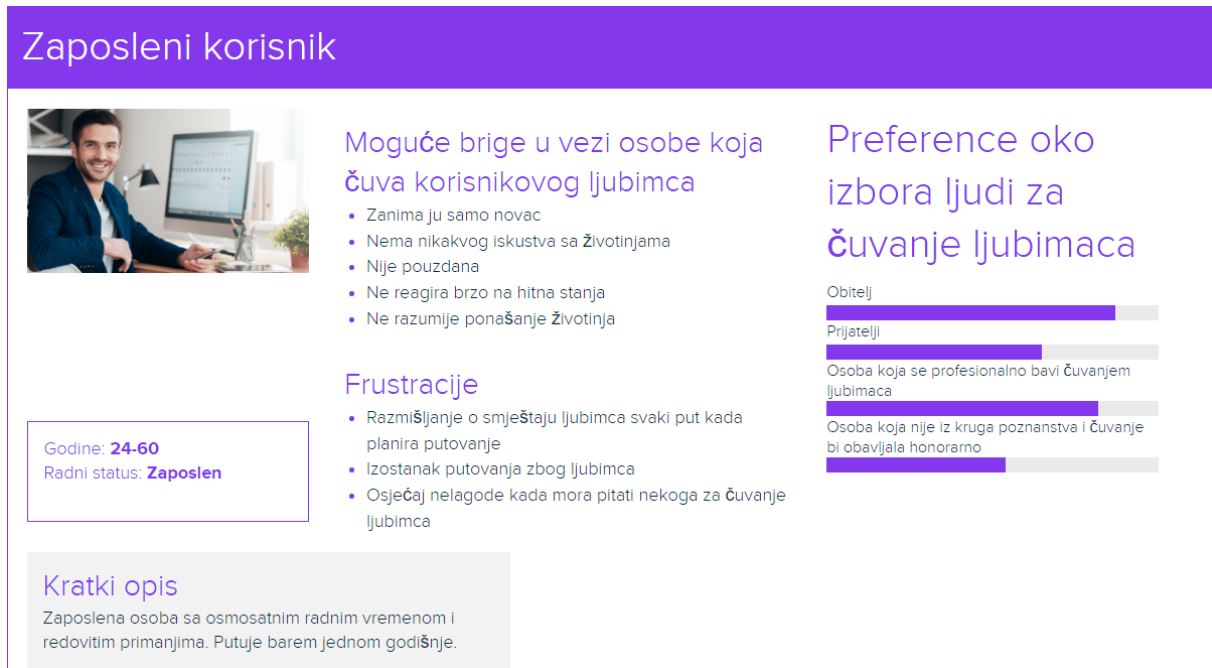 Zaposleni korisnik
Moguće brige u vezi osobe koja
čuva korisnikovog ljubimca
Zanima ju samo novac
Nema nikakvog iskustva sa životinjama
Nije pouzdana
Ne reagira brzo na hitna stanja
Ne razumije ponašanje životinja
Frustracije
Razmišljanje o smještaju ljubimca svaki put kada
planira putovanje
Izostanak putovanja zbog ljubimca
Osjećaj nelagode kada mora pitati nekoga za čuvanje
ljubimca
Preference oko
izbora ljudi za
čuvanje ljubimaca
Obitelj
Prijatelji
Osoba koja se profesionalno bavi čuvanjem
ljubimaca
Osoba koja nije iz kruga poznanstva i čuvanje
bi obavljala honorarno
Godine: 24-60
Radni status: Zaposlen
Kratki opis
Zaposlena osoba sa osmosatnim radnim vremenom i
redovitim primanjima. Putuje barem jednom godišnje.